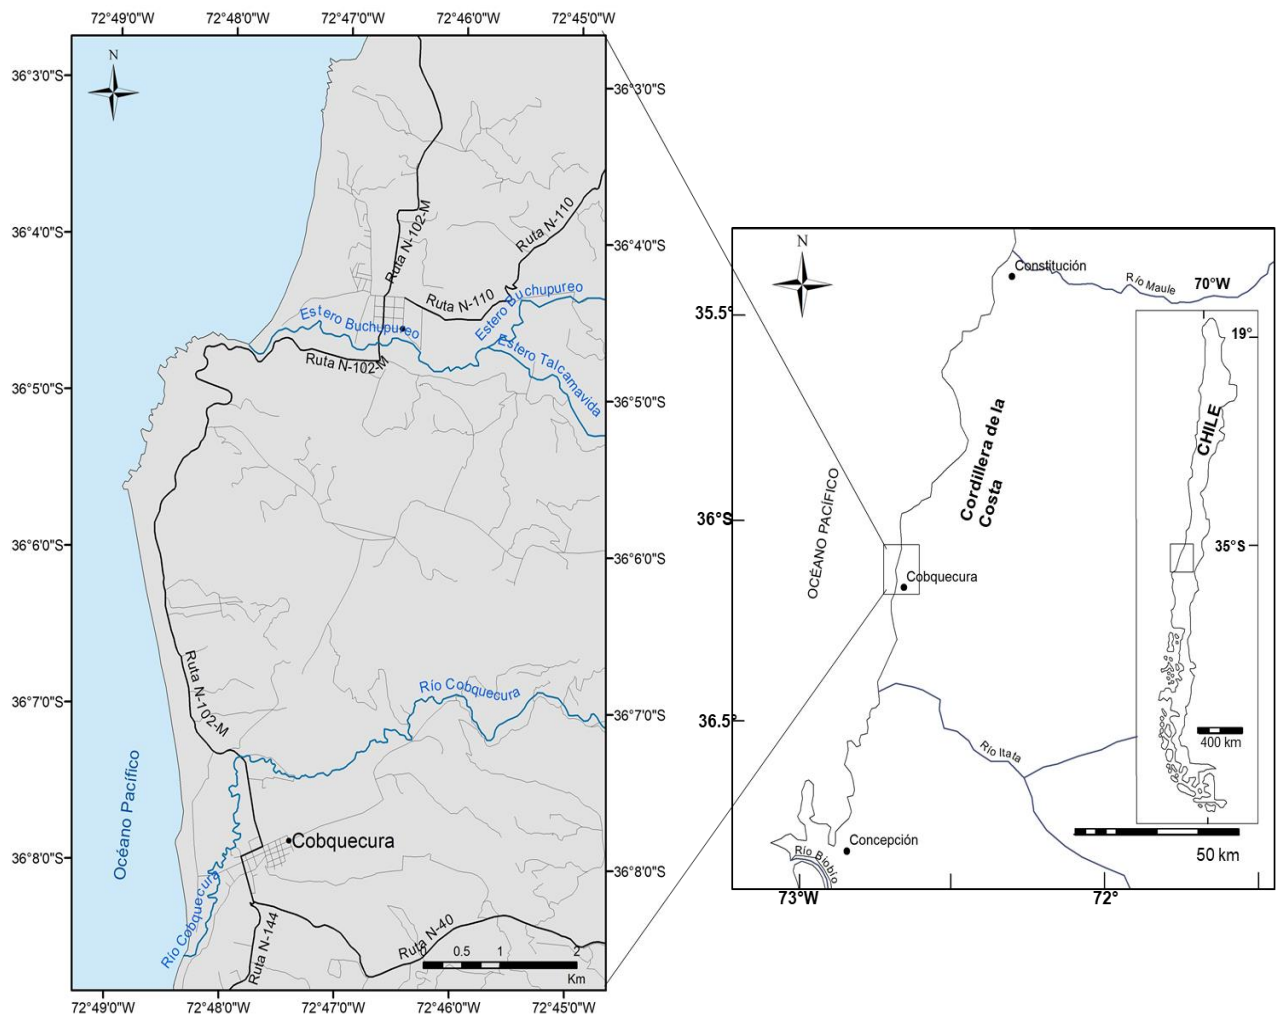 72°49'0"W 72°48'0"W 72°47'0"W 72°46'0"W 72°45'0"W
N
36°3'0"S
36°3'0"S
36°4'0"S
36°4'0"S
36°5'0"S
36°5'0"S
36°6'0"S
36°6'0"S
36°7'0"S
36°7'0"S
36°8'0"S
36°8'0"S
Ruta N-102-M
Ruta N-110
Ruta N-110
Estero Buchupureo
Estero Buchupureo
Estero Talcamavida
Ruta N-102-M
Río Cobquecura
Ruta N-102-M
Océano Pacífico
Cobquecura
Río Cobquecura
Ruta N-144
Ruta N-40
0 0.5 1 2
Km
72°49'0"W 72°48'0"W 72°47'0"W 72°46'0"W 72°45'0"W
N
Constitución
Río Maule
70°W
35.5°
19°
CHILE
Cordillera de la
Costa
OCÉANO PACÍFICO
36°S
35°S
Cobquecura
36.5°
Río Itata
400 km
Concepción
Río Biobío
50 km
73°W
72°